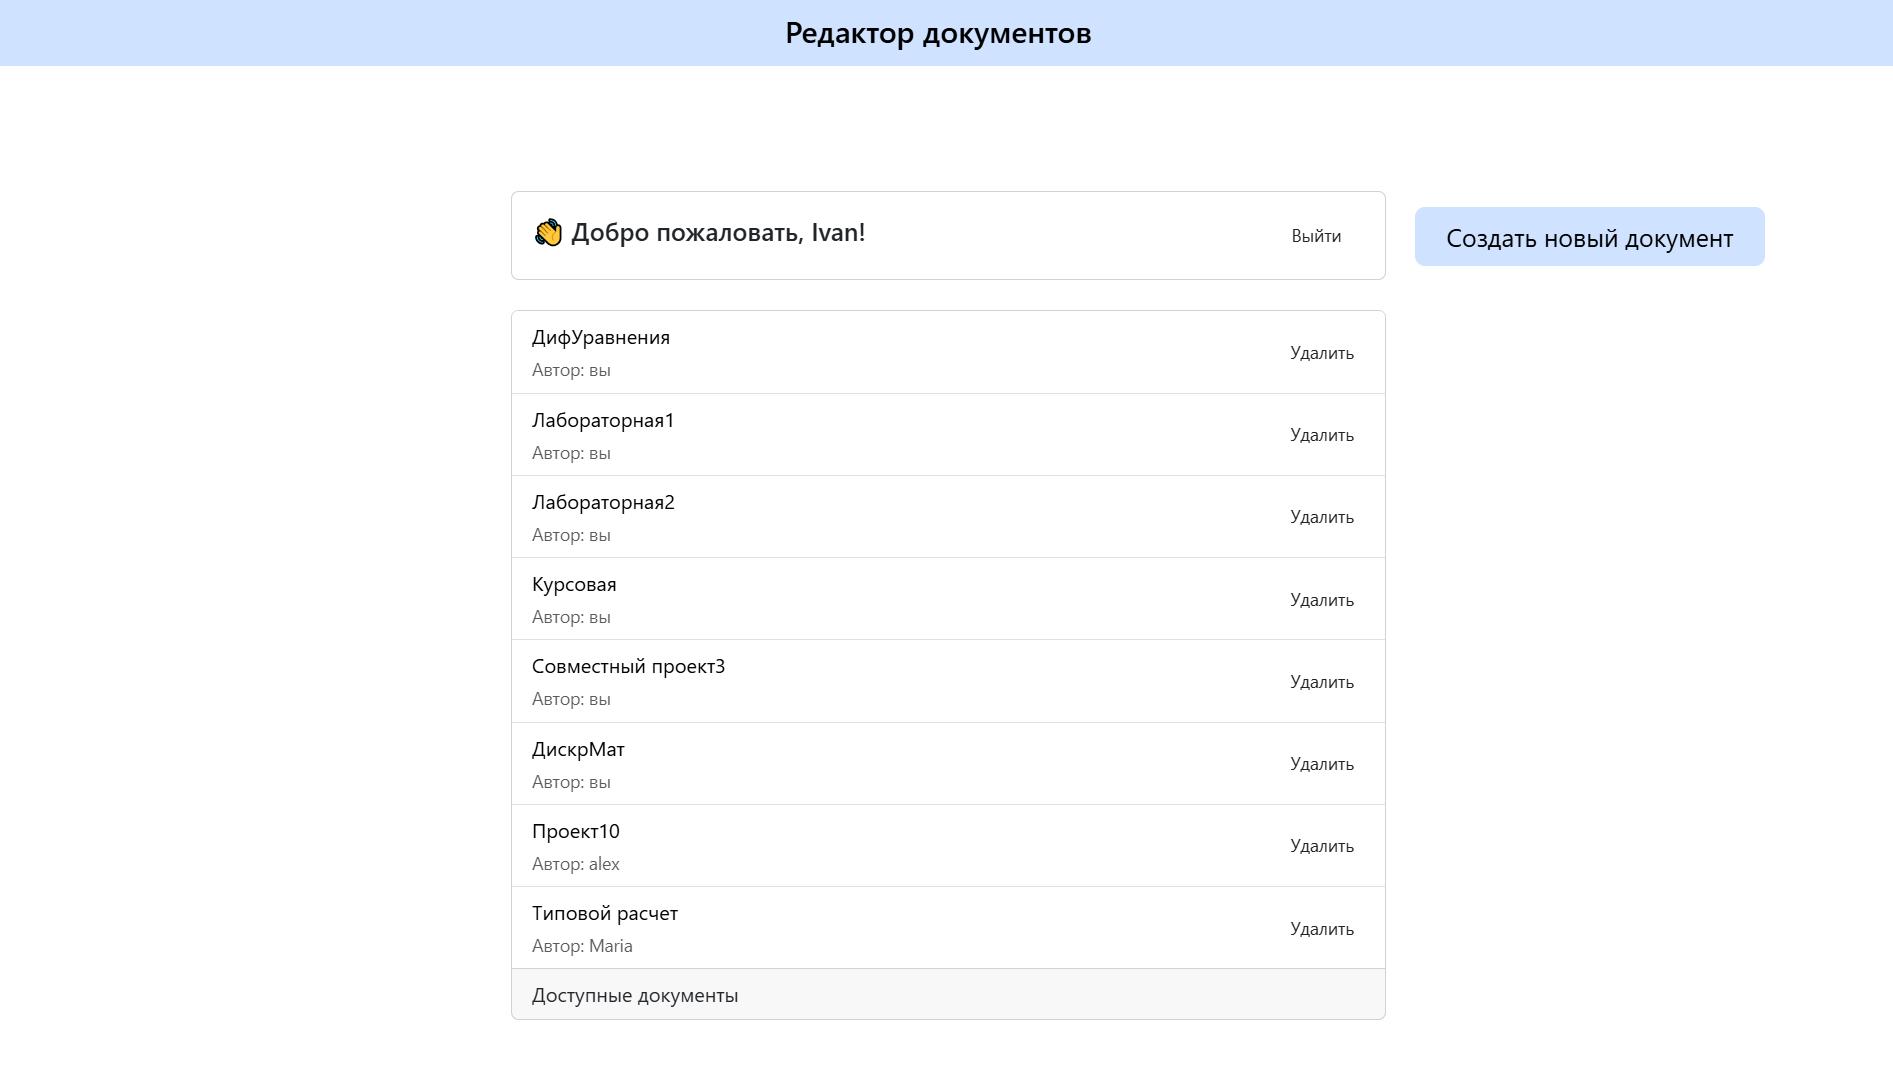 Редактор документов
👋 Добро пожаловать, Ivan!
Выйти
Создать новый документ
ДифУравнения
Автор: вы
Удалить
Лабораторная1
Автор: вы
Удалить
Лабораторная2
Автор: вы
Удалить
Курсовая
Автор: вы
Удалить
Совместный проект3
Автор: вы
Удалить
ДискрМат
Автор: вы
Удалить
Проект10
Автор: alex
Удалить
Типовой расчет
Автор: Maria
Удалить
Доступные документы